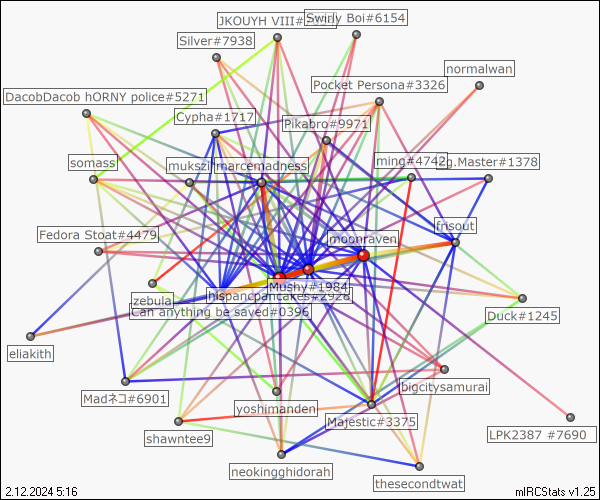 JKOUYH VIII#
Swirly Boi#6154
Silver#7938
normalwan
Pocket Persona#3326
DacobDacob hORNY police#5271
Cypha#1717
Pikabro#9971
somass
mukszi
marcemadness
ming#4742
g.Master#1378
Fedora Stoat#4479
frisout
moonraven
Mushy#1984
hispancpancakes#2928
zebula
Can anything be saved#0396
Duck#1245
eliakith
bigcitysamurai
Madネコ#6901
yoshimanden
Majestic#3375
LPK2387 #7690
shawntee9
neokingghidorah
thesecondtwat
2.12.2024 5:16
mIRCStats v1.25